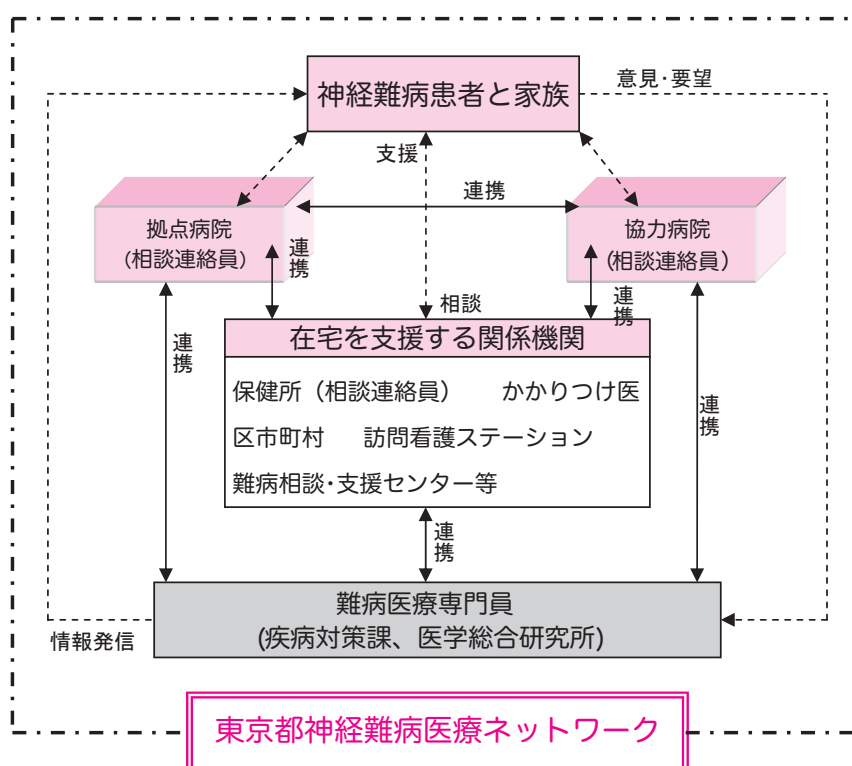 神経難病患者と家族
意見・要望
支援
連携
拠点病院
(相談連絡員)
協力病院
(相談連絡員)
連携
連携
相談
在宅を支援する関係機関
連携
保健所（相談連絡員） かかりつけ医
区市町村 訪問看護ステーション
難病相談・支援センター等
連携
連携
難病医療専門員
(疾病対策課、医学総合研究所)
情報発信
東京都神経難病医療ネットワーク